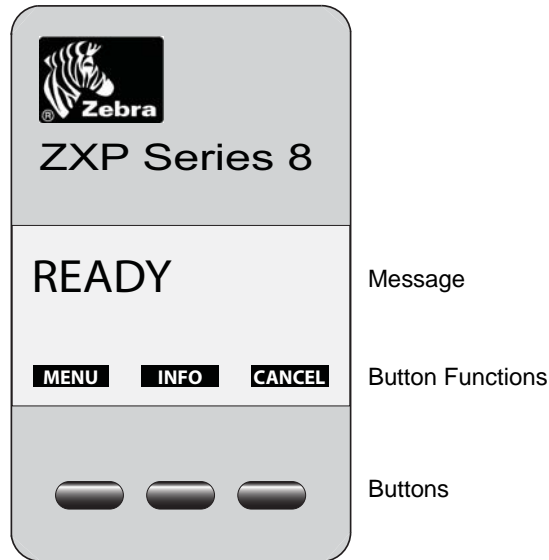 ® Zebra
ZXP Series 8
READY
Message
MENU INFO CANCEL
Button Functions
Buttons